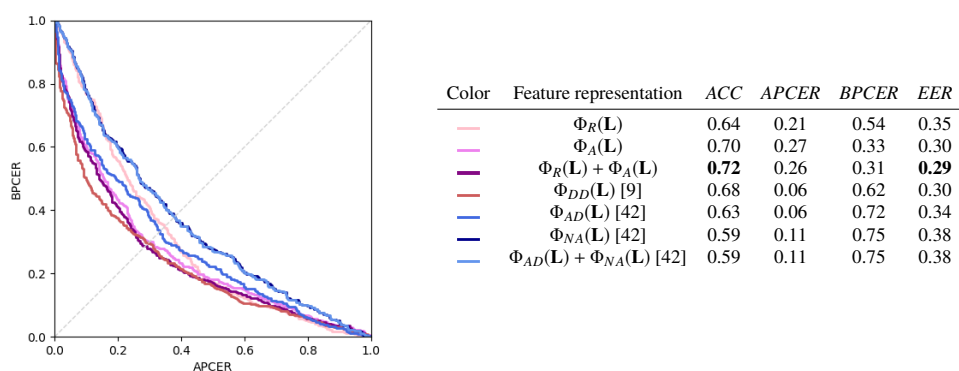 1.0
0.8
0.6
0.4
0.2
0.0
BPCER
0.0 0.2 0.4 0.6 0.8 1.0
APCER
Color Feature representation ACC APCER BPCER EER
Φ_R(L) 0.64 0.21 0.54 0.35
Φ_A(L) 0.70 0.27 0.33 0.30
Φ_R(L) + Φ_A(L) 0.72 0.26 0.31 0.29
Φ_DD(L) [9] 0.68 0.06 0.62 0.30
Φ_AD(L) [42] 0.63 0.06 0.72 0.34
Φ_NA(L) [42] 0.59 0.11 0.75 0.38
Φ_AD(L) + Φ_NA(L) [42] 0.59 0.11 0.75 0.38